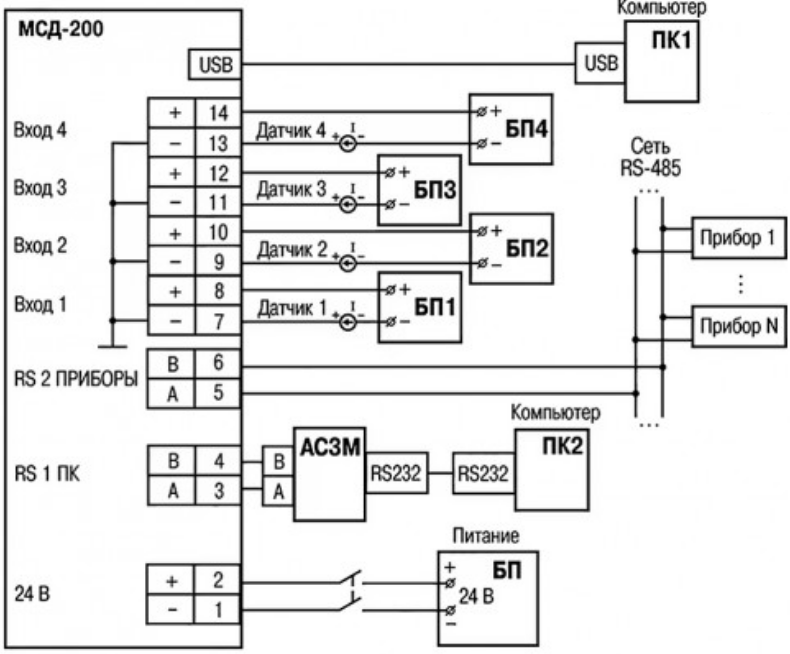 Компьютер
МСД-200
ПК1
USB
USB
Вход 4
+ 14
Датчик 4 + I -
+
БП4
- 13
-
Сеть
RS-485
...
Вход 3
+ 12
Датчик 3 + I -
+
БП3
- 11
-
Вход 2
+ 10
Датчик 2 + I -
+
БП2
- 9
-
Прибор 1
...
Вход 1
+ 8
Датчик 1 + I -
+
БП1
- 7
-
Прибор N
RS 2 ПРИБОРЫ
B 6
A 5
...
Компьютер
RS 1 ПК
B 4
B
АС3М
RS232
RS232
ПК2
A 3
A
Питание
24 В
+ 2
+
БП
24 В
- 1
-